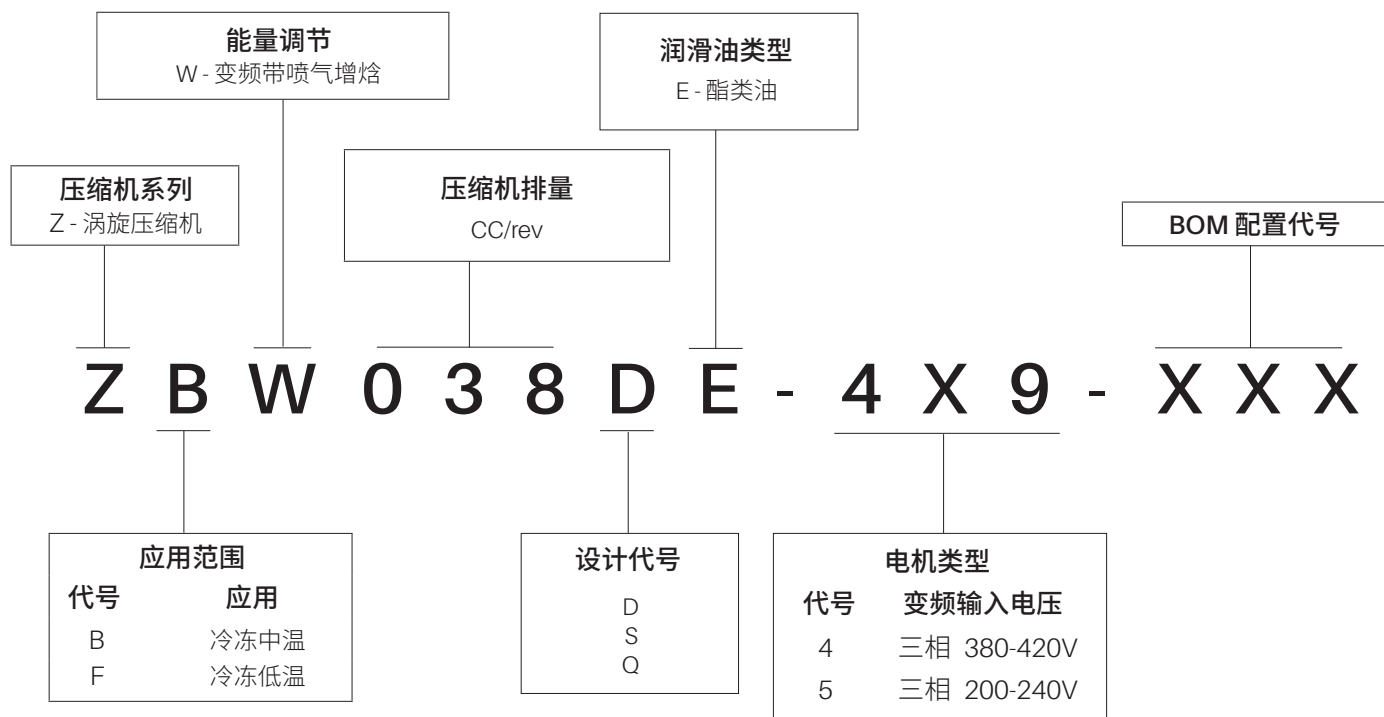 能量调节
W - 变频带喷气增焓
润滑油类型
E - 酯类油
压缩机系列
Z - 涡旋压缩机
压缩机排量
CC/rev
BOM 配置代号
Z B W 0 3 8 D E - 4 X 9 - X X X
应用范围
代号 应用
B 冷冻中温
F 冷冻低温
设计代号
D
S
Q
电机类型
代号 变频输入电压
4 三相 380-420V
5 三相 200-240V